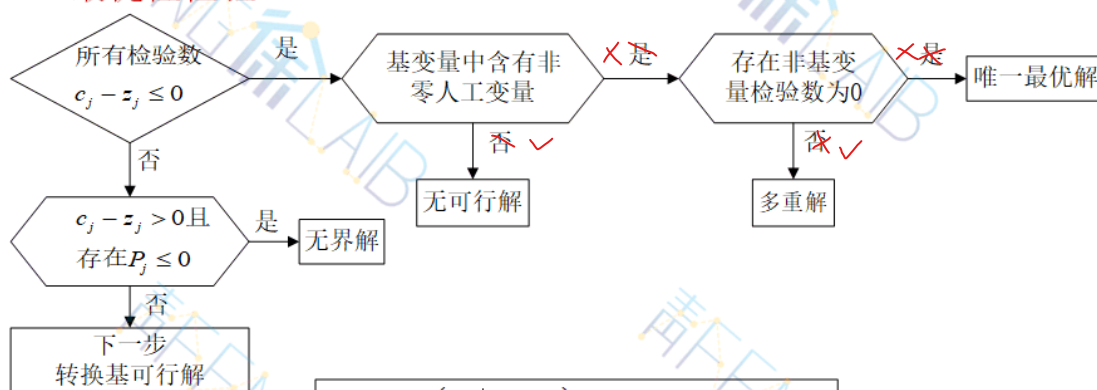 所有检验数
c_j - z_j ≤ 0
是
基变量中含有非
零人工变量
× 是
存在非基变
量检验数为0
×× 是
唯一最优解
否
否 ✓
否 ✓
无可行解
多重解
c_j - z_j > 0且
存在P_j ≤ 0
是
无界解
否
下一步
转换基可行解
LAIB
LAIB